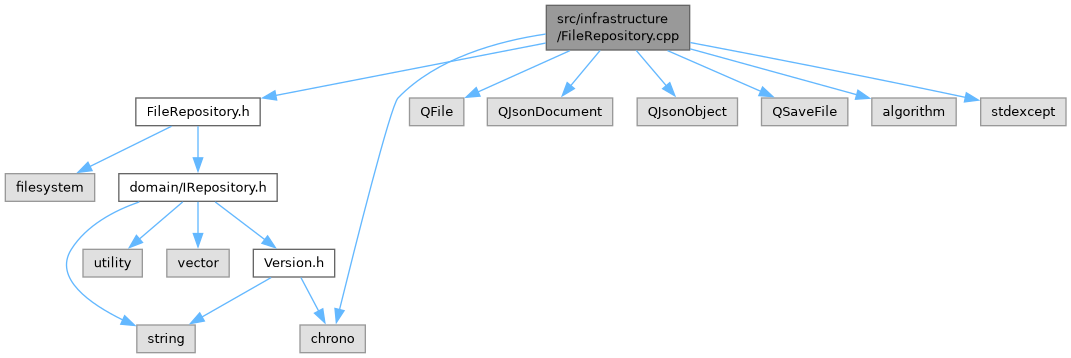 src/infrastructure
/FileRepository.cpp
FileRepository.h
QFile
QJsonDocument
QJsonObject
QSaveFile
algorithm
stdexcept
filesystem
domain/IRepository.h
utility
vector
Version.h
string
chrono